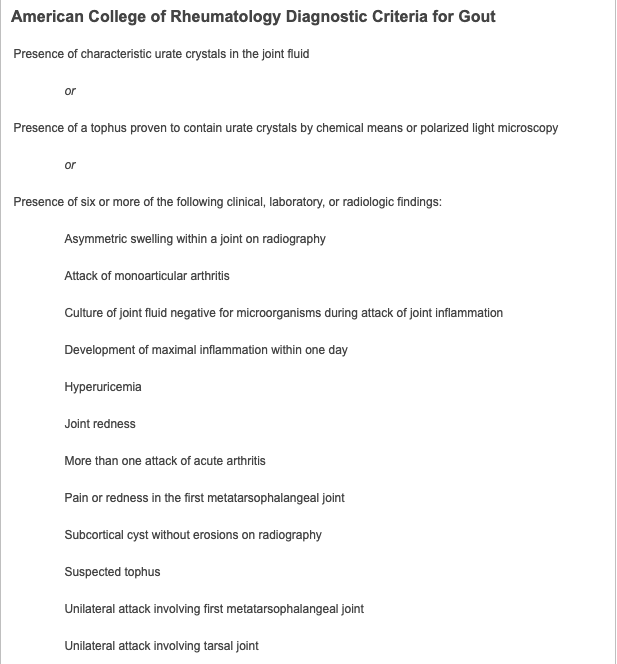 American College of Rheumatology Diagnostic Criteria for Gout
Presence of characteristic urate crystals in the joint fluid
or
Presence of a tophus proven to contain urate crystals by chemical means or polarized light microscopy
or
Presence of six or more of the following clinical, laboratory, or radiologic findings:
Asymmetric swelling within a joint on radiography
Attack of monoarticular arthritis
Culture of joint fluid negative for microorganisms during attack of joint inflammation
Development of maximal inflammation within one day
Hyperuricemia
Joint redness
More than one attack of acute arthritis
Pain or redness in the first metatarsophalangeal joint
Subcortical cyst without erosions on radiography
Suspected tophus
Unilateral attack involving first metatarsophalangeal joint
Unilateral attack involving tarsal joint